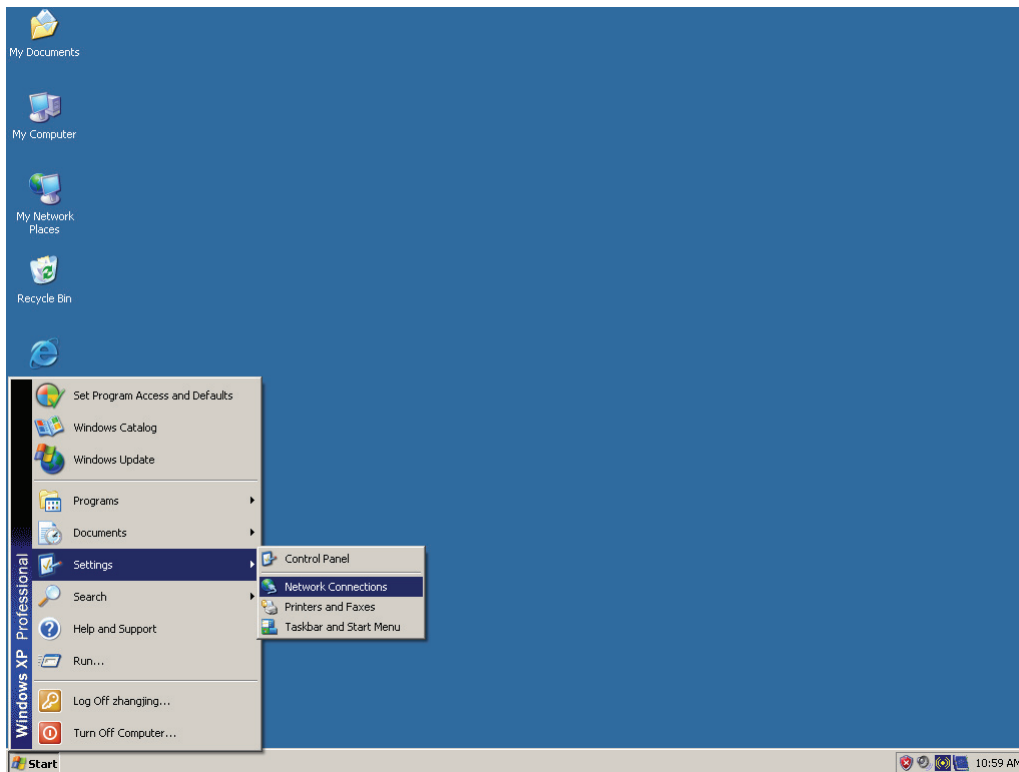 My Documents
My Computer
My Network
Places
Recycle Bin
Set Program Access and Defaults
Windows Catalog
Windows Update
Programs
Documents
Settings
Search
Help and Support
Run...
Log Off zhangjing...
Turn Off Computer...
Windows XP Professional
Control Panel
Network Connections
Printers and Faxes
Taskbar and Start Menu
Start
10:59 AM